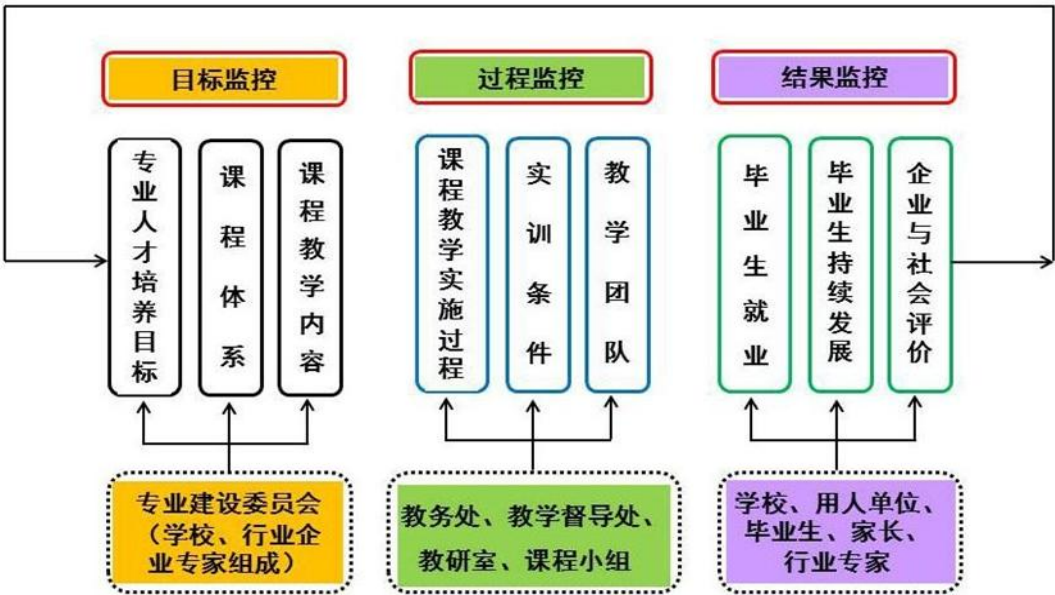 目标监控
过程监控
结果监控
专业人才培养目标
课程体系
课程教学内容
课程教学实施过程
实训条件
教学团队
毕业生就业
毕业生持续发展
企业与社会评价
专业建设委员会
（学校、行业企
业专家组成）
教务处、教学督导处、
教研室、课程小组
学校、用人单位、
毕业生、家长、
行业专家